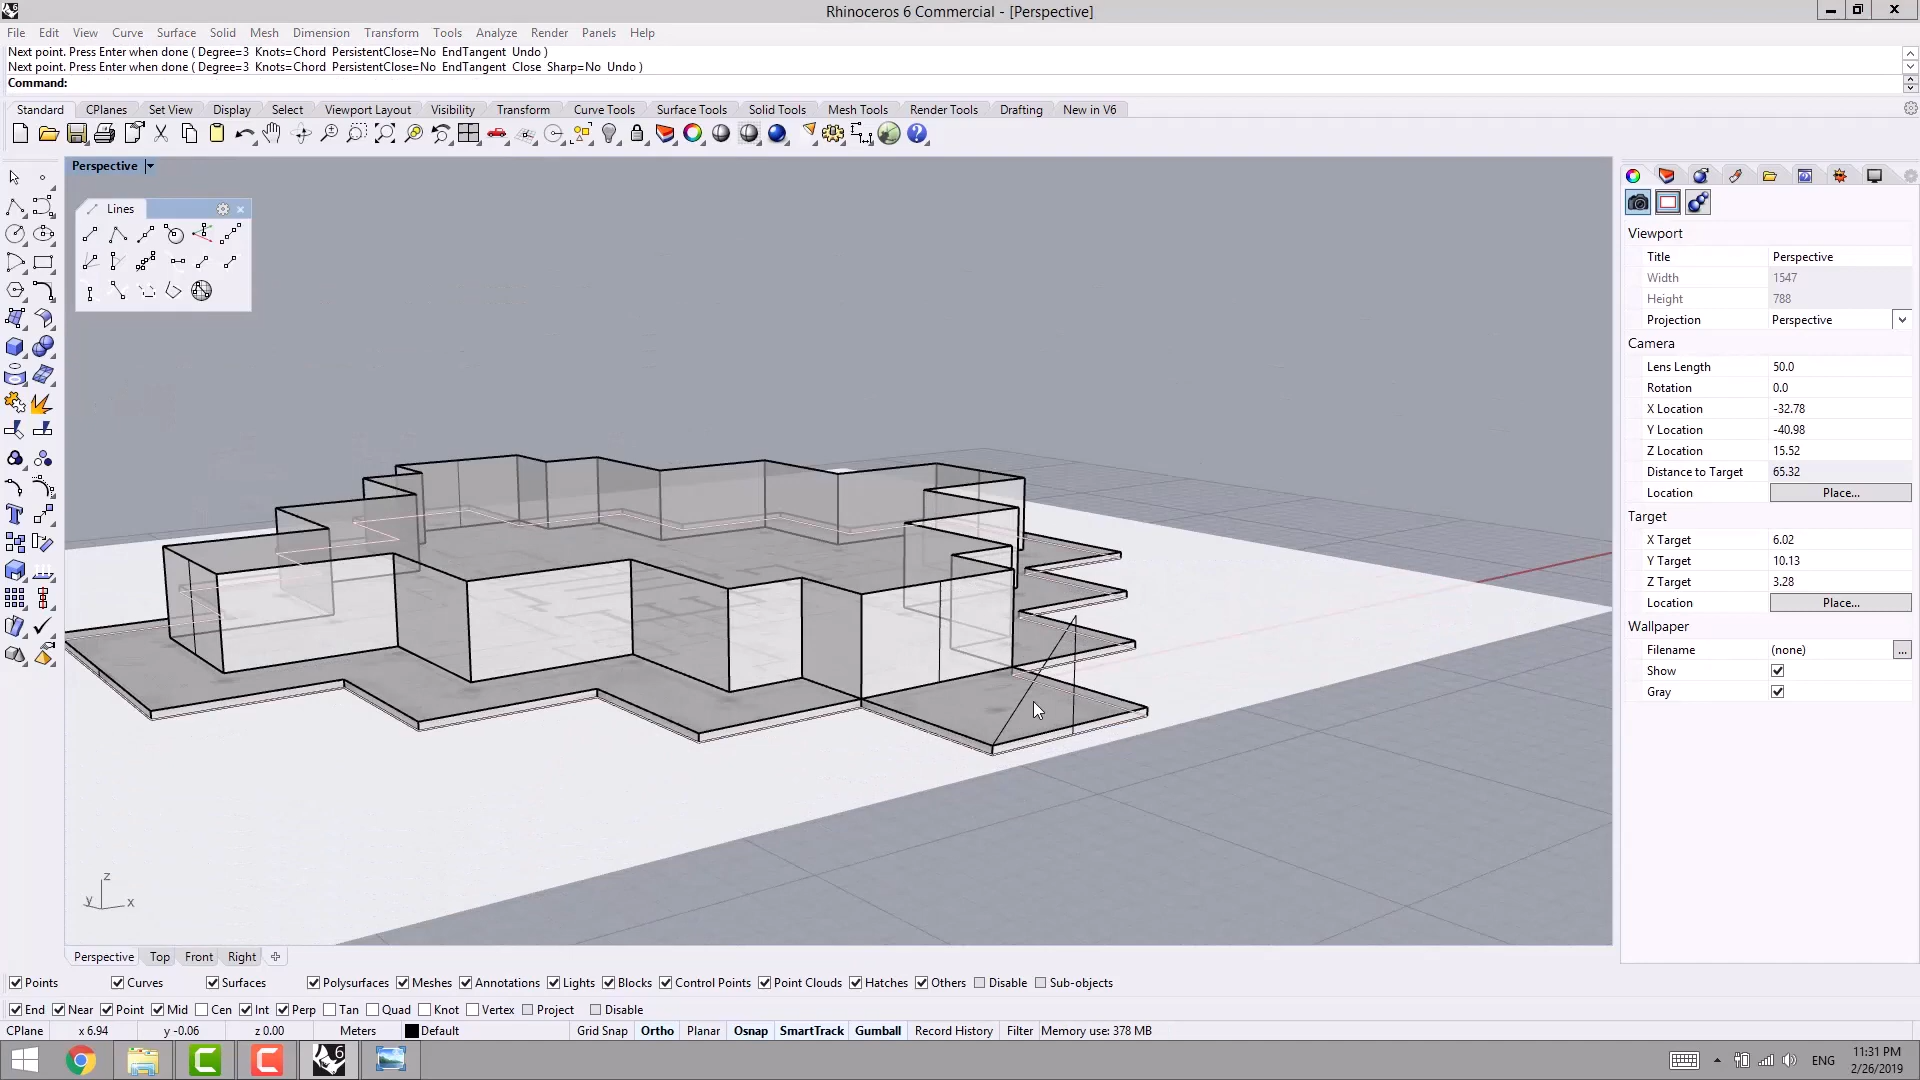 Rhinoceros 6 Commercial - [Perspective]
File Edit View Curve Surface Solid Mesh Dimension Transform Tools Analyze Render Panels Help
Next point. Press Enter when done ( Degree=3 Knots=Chord PersistentClose=No EndTangent Undo )
Next point. Press Enter when done ( Degree=3 Knots=Chord PersistentClose=No EndTangent Close Sharp=No Undo )
Command:
Standard CPlanes Set View Display Select Viewport Layout Visibility Transform Curve Tools Surface Tools Solid Tools Mesh Tools Render Tools Drafting New in V6
Perspective
Lines
Viewport
Title Perspective
Width 1547
Height 788
Projection Perspective
Camera
Lens Length 50.0
Rotation 0.0
X Location -32.78
Y Location -40.98
Z Location 15.52
Distance to Target 65.32
Location Place...
Target
X Target 6.02
Y Target 10.13
Z Target 3.28
Location Place...
Wallpaper
Filename (none) ...
Show
Gray
z
y x
Perspective Top Front Right
Points Curves Surfaces Polysurfaces Meshes Annotations Lights Blocks Control Points Point Clouds Hatches Others Disable Sub-objects
End Near Point Mid Cen Int Perp Tan Quad Knot Vertex Project Disable
CPlane x 6.94 y -0.06 z 0.00 Meters Default Grid Snap Ortho Planar Osnap SmartTrack Gumball Record History Filter Memory use: 378 MB
6
ENG
11:31 PM
2/26/2019